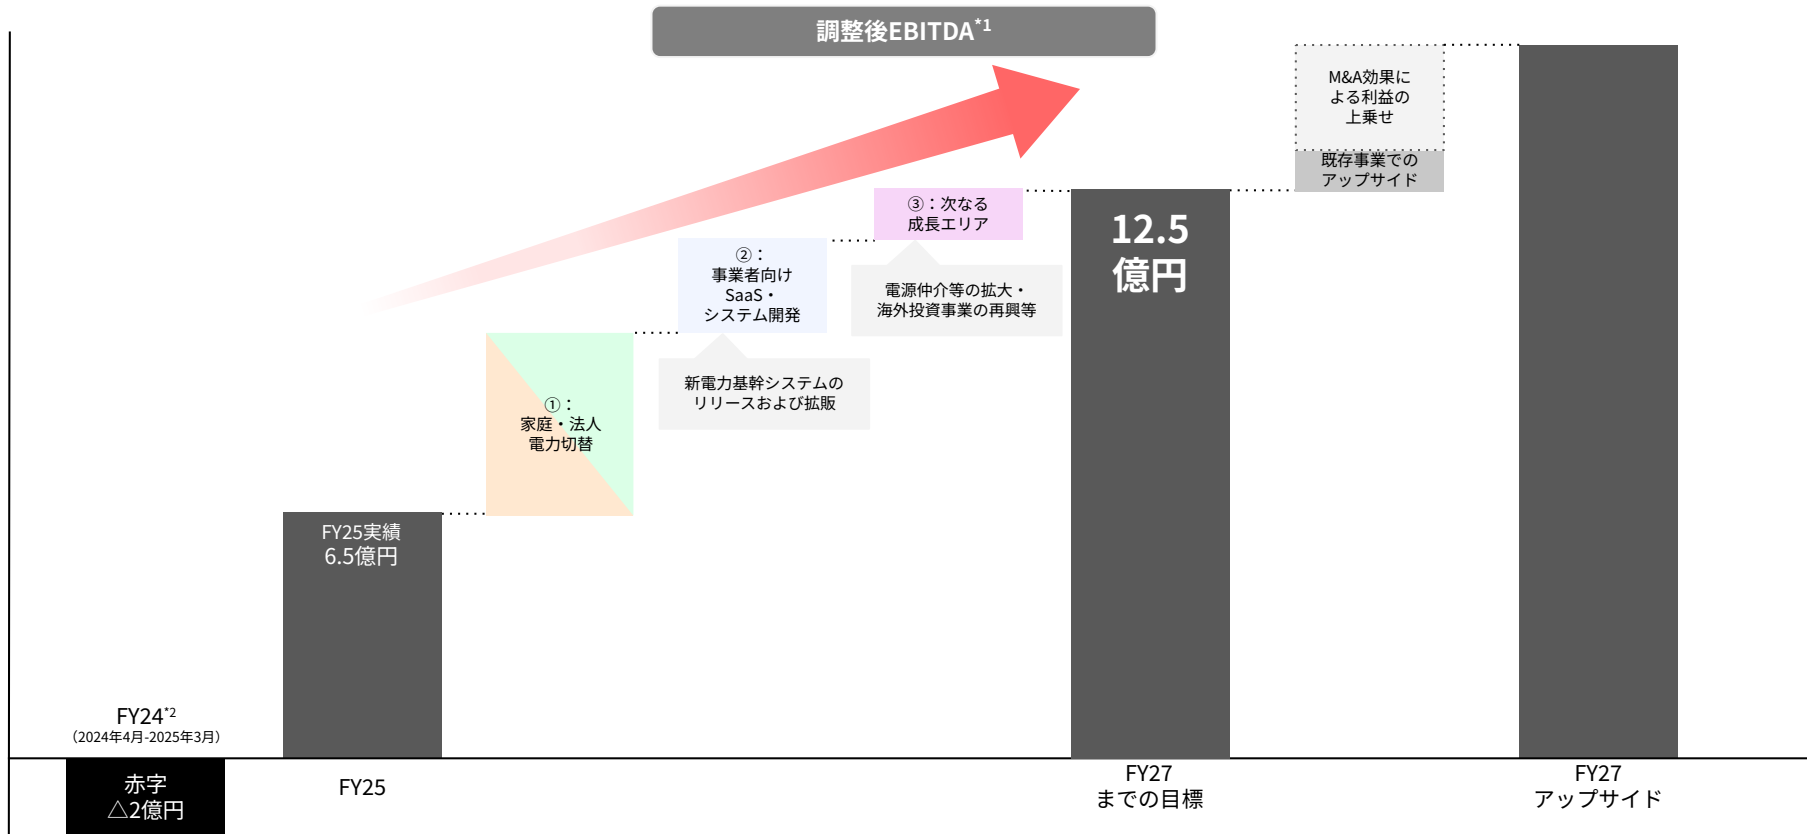 調整後EBITDA*1
M&A効果に
よる利益の
上乗せ
既存事業での
アップサイド
③：次なる
成長エリア
12.5
億円
②：
事業者向け
SaaS・
システム開発
電源仲介等の拡大・
海外投資事業の再興等
新電力基幹システムの
リリースおよび拡販
①：
家庭・法人
電力切替
FY25実績
6.5億円
FY24*2
（2024年4月-2025年3月）
赤字
△2億円
FY25
FY27
までの目標
FY27
アップサイド